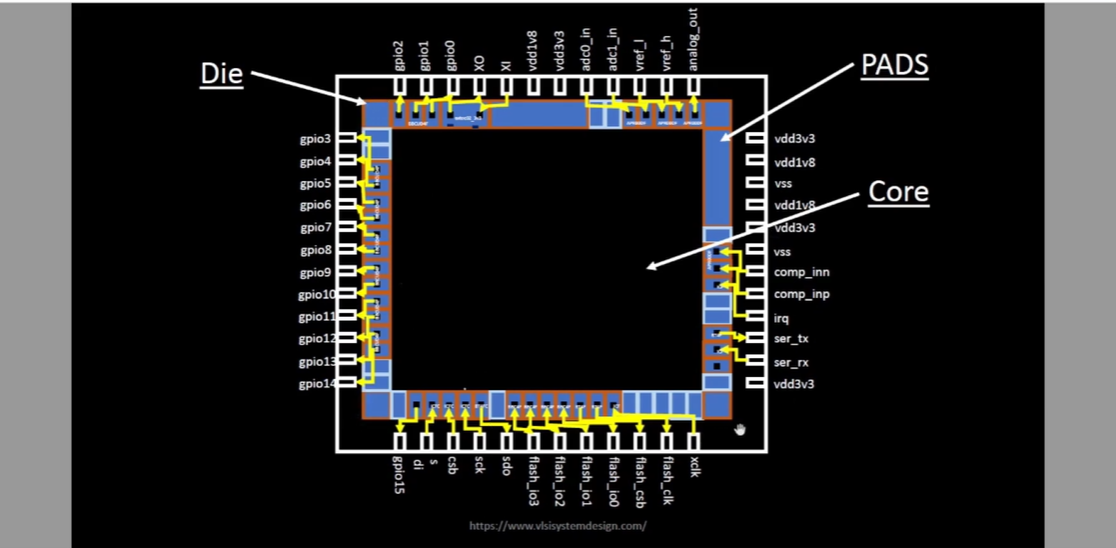 Die
PADS
Core
gpio2
gpio1
gpio0
XO
XI
vdd1v8
vdd3v3
adc0_in
adc1_in
vref_l
vref_h
analog_out
gpio3
gpio4
gpio5
gpio6
gpio7
gpio8
gpio9
gpio10
gpio11
gpio12
gpio13
gpio14
vdd3v3
vdd1v8
vss
vdd1v8
vdd3v3
vss
comp_inn
comp_inp
irq
ser_tx
ser_rx
vdd3v3
gpio15
di
s
csb
sck
sdo
flash_io3
flash_io2
flash_io1
flash_io0
flash_csb
flash_clk
xclk
https://www.vlsisystemdesign.com/